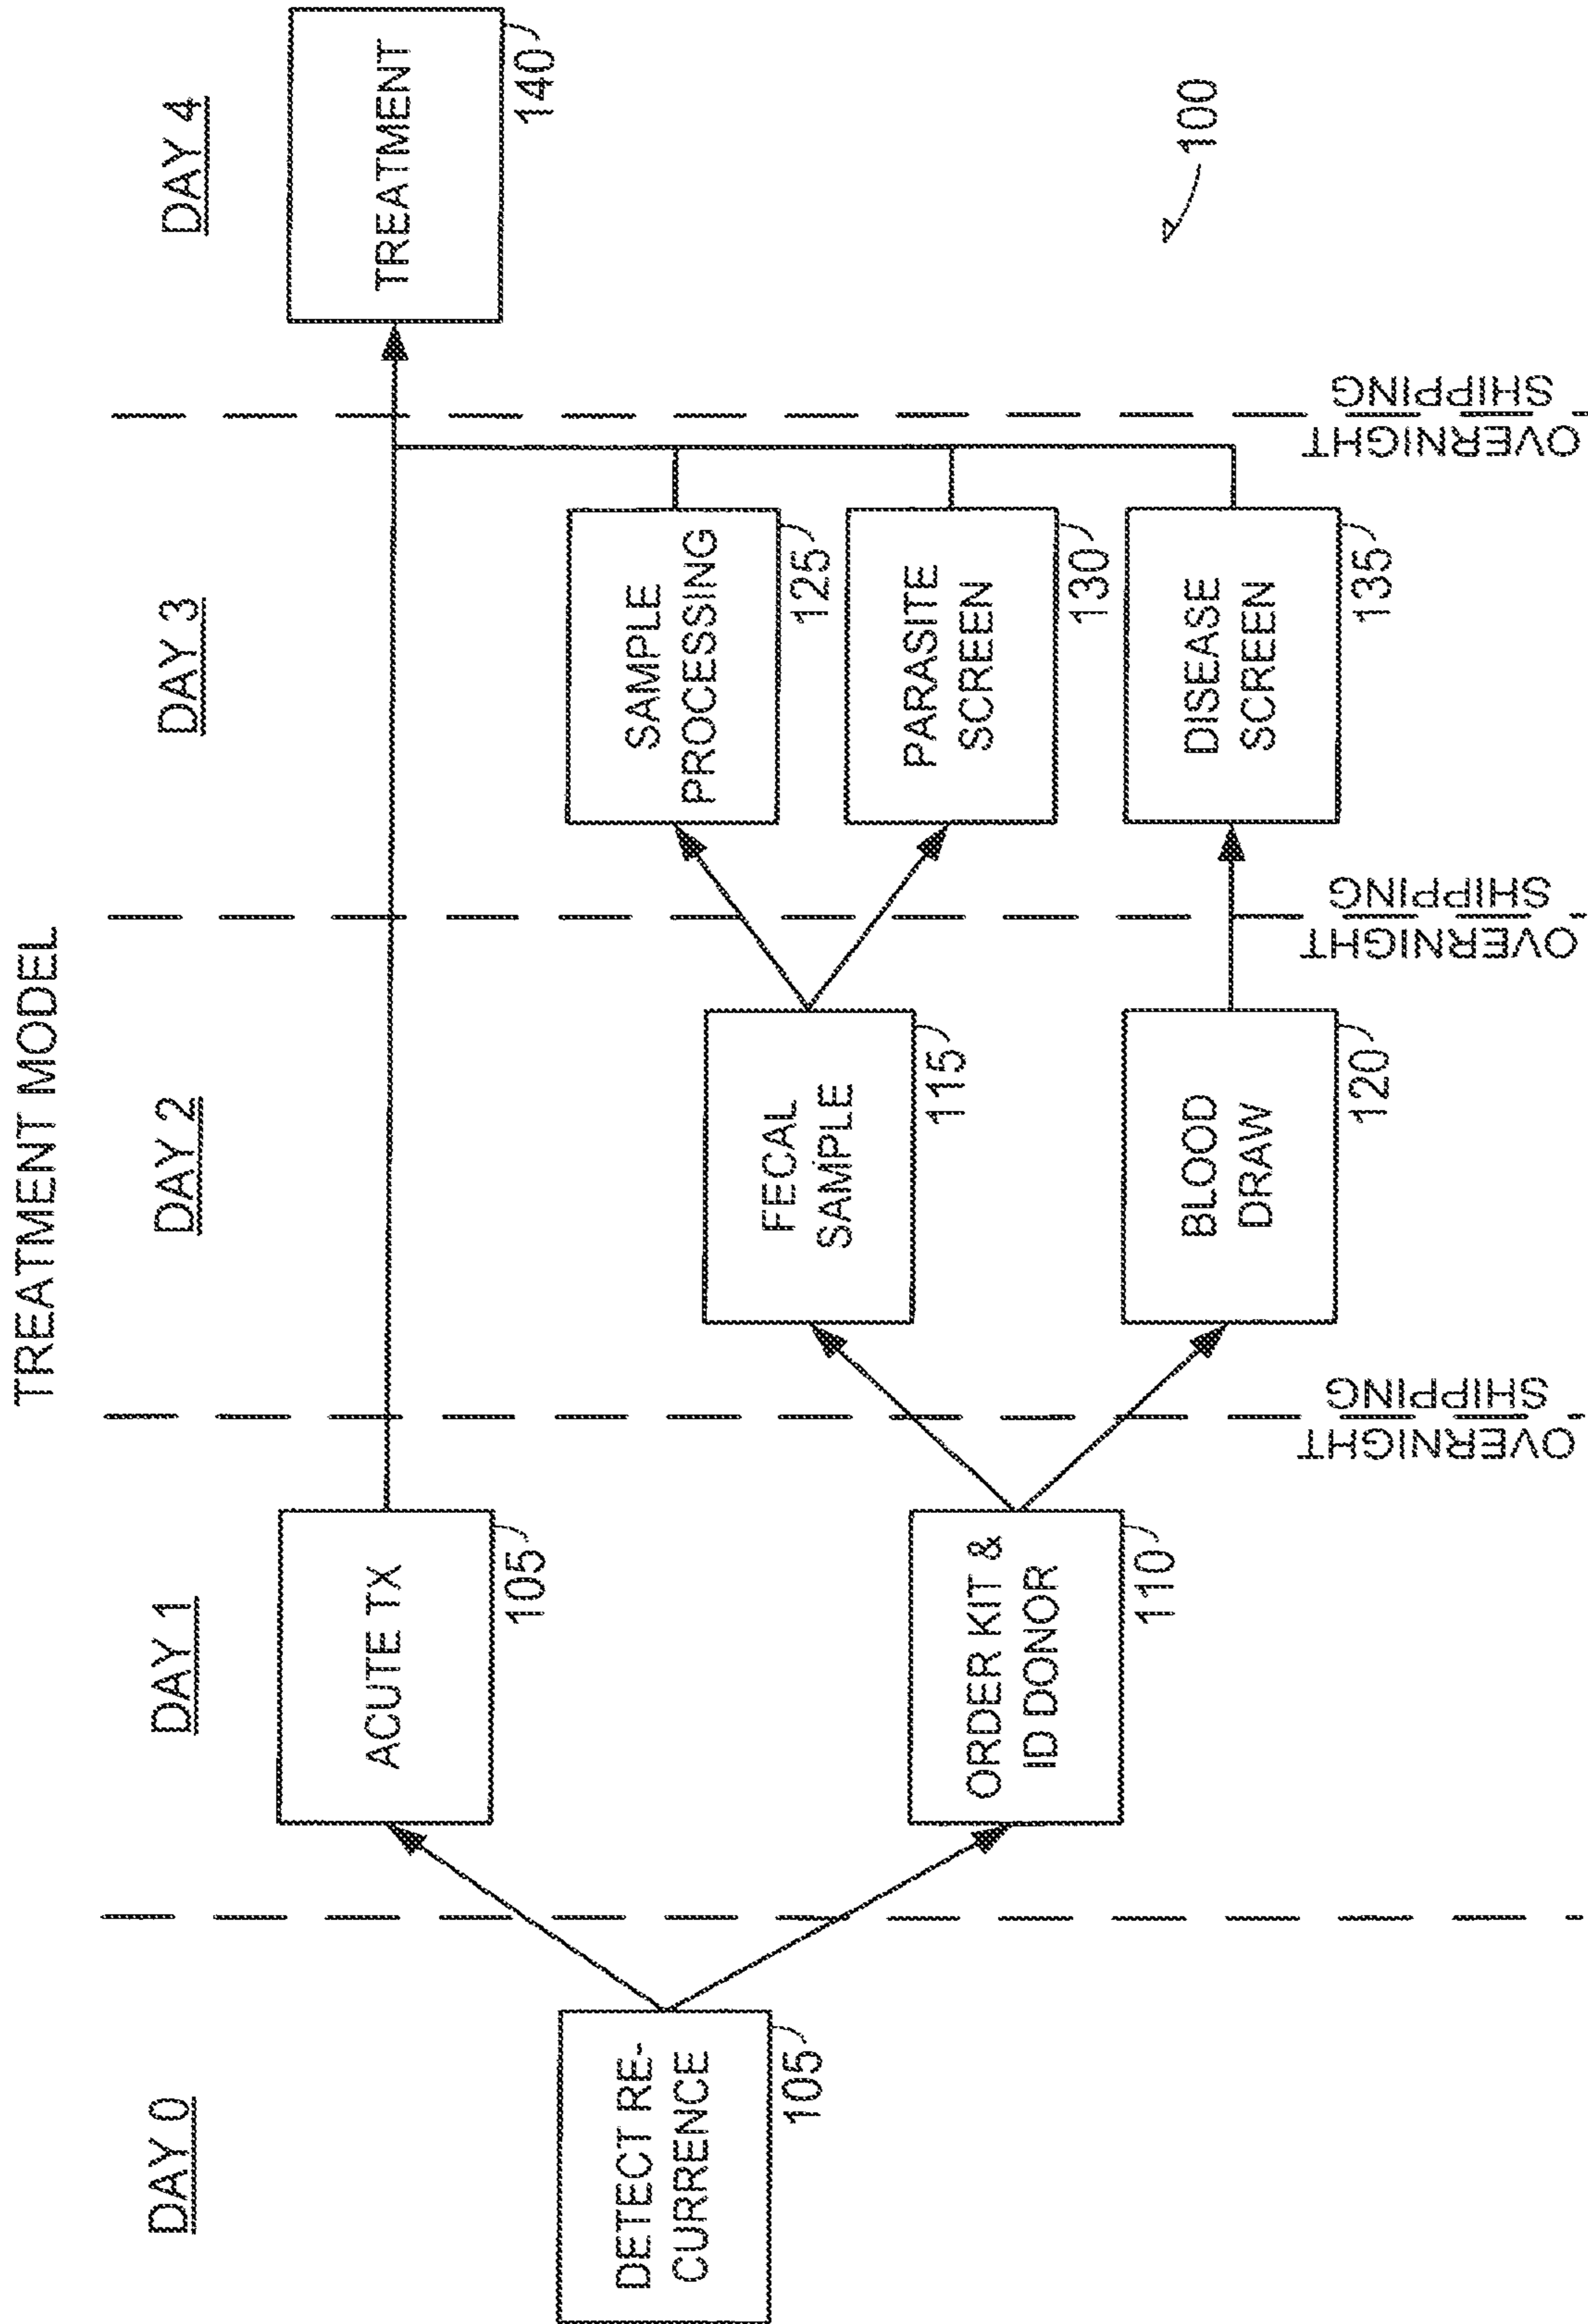 TREATMENT MODEL
DAY 0
DAY 1
DAY 2
DAY 3
DAY 4
DETECT RE-
CURRENCE
105
ACUTE TX
105
ORDER KIT &
ID DONOR
110
FECAL
SAMPLE
115
BLOOD
DRAW
120
SAMPLE
PROCESSING
125
PARASITE
SCREEN
130
DISEASE
SCREEN
135
TREATMENT
140
OVERNIGHT
SHIPPING
OVERNIGHT
SHIPPING
OVERNIGHT
SHIPPING
100